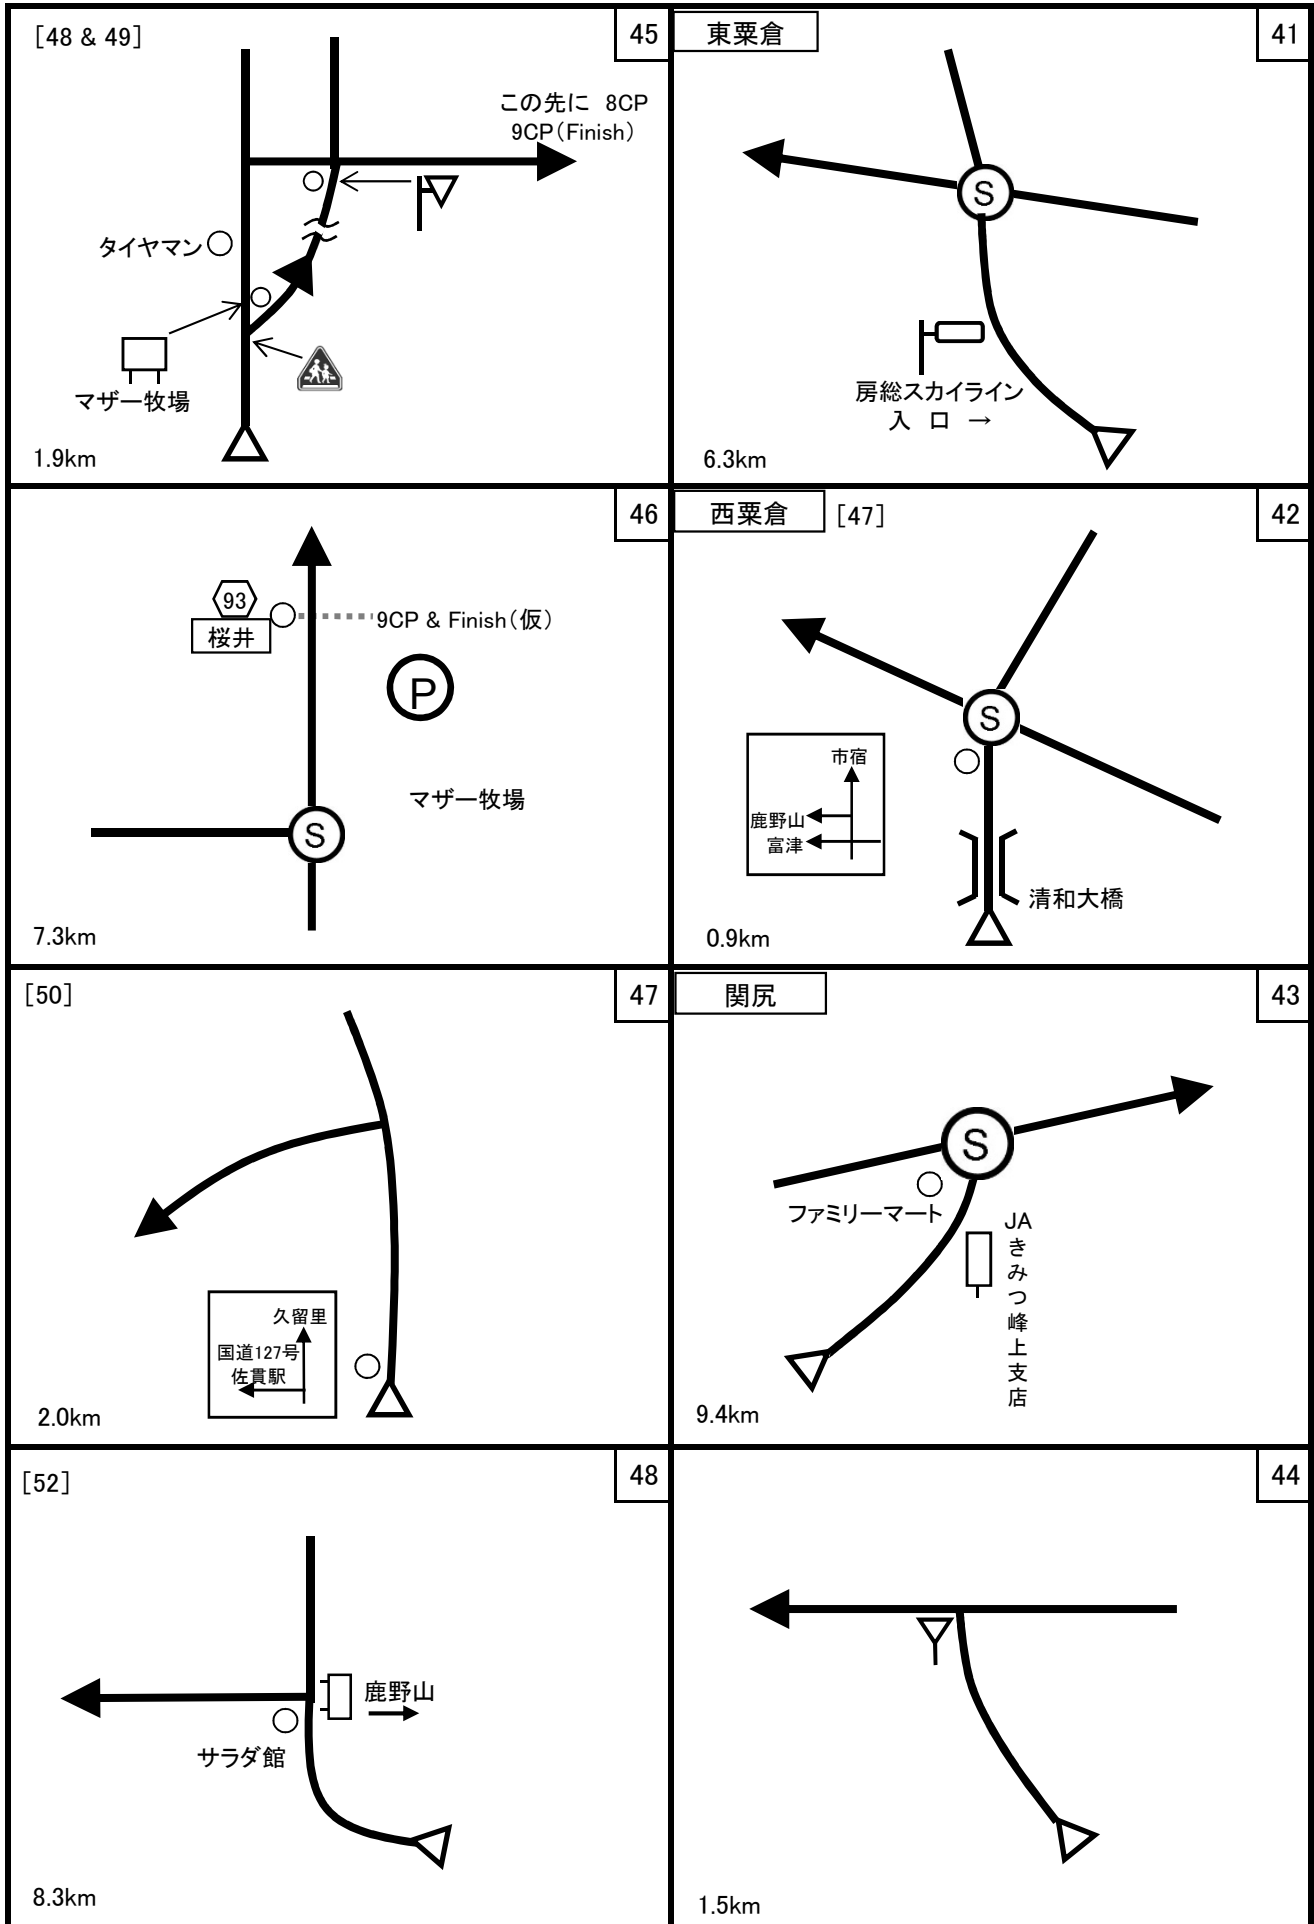 [48 & 49]
45
この先に 8CP
9CP(Finish)
タイヤマン
マザー牧場
1.9km
東粟倉
41
S
房総スカイライン
入 口 →
6.3km
46
93
桜井
9CP & Finish(仮)
P
マザー牧場
S
7.3km
西粟倉
[47]
42
S
市宿
鹿野山
富津
清和大橋
0.9km
[50]
47
久留里
国道127号
佐貫駅
2.0km
関尻
43
S
ファミリーマート
JAきみつ峰上支店
9.4km
[52]
48
鹿野山
サラダ館
8.3km
44
1.5km